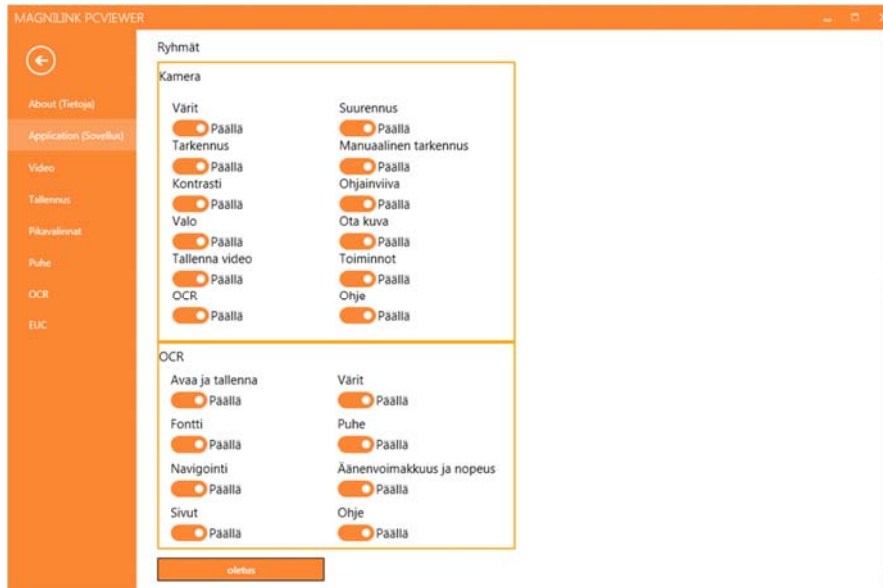 MAGNILINK PCVIEWER
About (Tietoja)
Application (Sovellus)
Video
Tallennus
Pikavalinnat
Puhe
OCR
EUC
Ryhmät
Kamera
Värit Suurennus
Päällä Päällä
Tarkennus Manuaalinen tarkennus
Päällä Päällä
Kontrasti Ohjainviiva
Päällä Päällä
Valo Ota kuva
Päällä Päällä
Tallenna video Toiminnot
Päällä Päällä
OCR Ohje
Päällä Päällä
OCR
Avaa ja tallenna Värit
Päällä Päällä
Fontti Puhe
Päällä Päällä
Navigointi Äänenvoimakkuus ja nopeus
Päällä Päällä
Sivut Ohje
Päällä Päällä
oletus